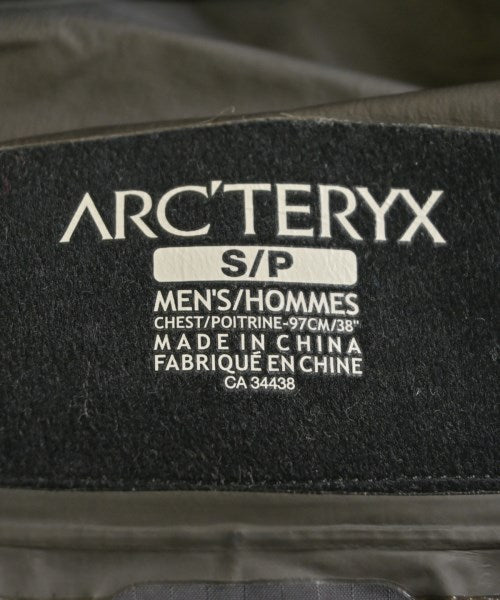 ARC'TERYX
S/P
MEN'S/HOMMES
CHEST/POITRINE-97CM/38"
MADE IN CHINA
FABRIQUÉ EN CHINE
CA 34438